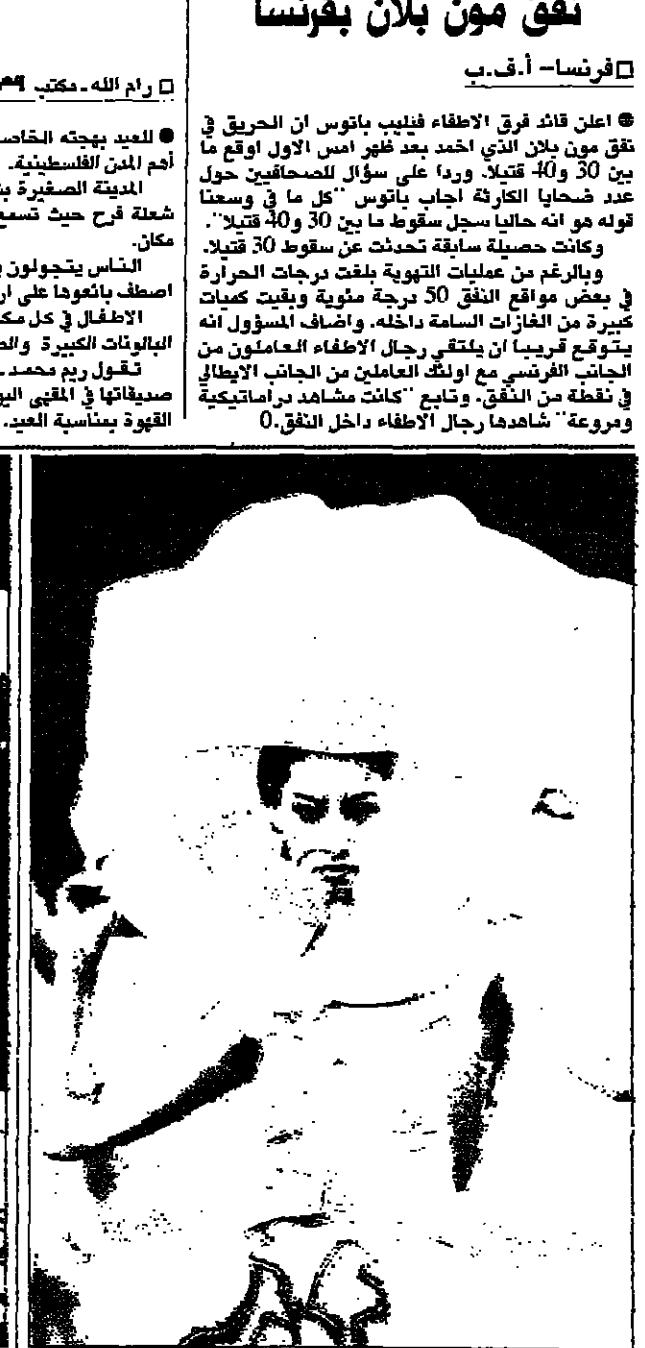 نفق مون بلان بفرنسا
□ فرنسا – أ.ف.ب
● اعلن قائد فرق الاطفاء فيليب باتوس ان الحريق في
نفق مون بلان الذي اخمد بعد ظهر امس الاول اوقع ما
بين 30 و40 قتيلا. وردا على سؤال للصحافيين حول
عدد ضحايا الكارثة اجاب باتوس "كل ما في وسعنا
قوله هو انه حاليا سجل سقوط ما بين 30 و40 قتيلا".
وكانت حصيلة سابقة تحدثت عن سقوط 30 قتيلا.
وبالرغم من عمليات التهوية بلغت درجات الحرارة
في بعض مواقع النفق 50 درجة مئوية وبقيت كميات
كبيرة من الغازات السامة داخله. واضاف المسؤول انه
يتوقع قريبا ان يلتقي رجال الاطفاء العاملون من
الجانب الفرنسي مع اولئك العاملين من الجانب الايطالي
في نقطة من النفق. وتابع "كانت مشاهد دراماتيكية
ومروعة" شاهدها رجال الاطفاء داخل النفق.0
□ رام الله ـ مكتب
● للعيد بهجته الخاصـ
أهم المدن الفلسطينية.
المدينة الصغيرة
شعلة فرح حيث تسمع
مكان.
الناس يتجولون
اصطف بائعوها على
الاطفال في كل
البالونات الكبيرة
تقول ريم محمد ـ
صديقاتها في المقهى
القهوة بمناسبة العيد.